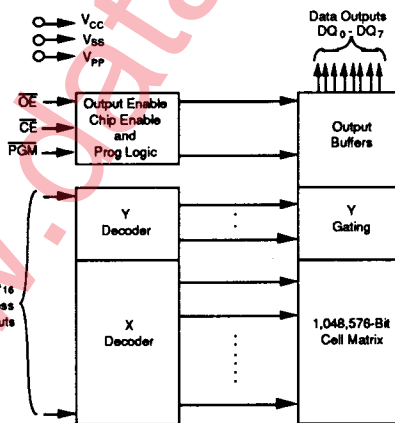 VCC
VSS
VPP
Data Outputs
DQ0 - DQ7
OE
CE
PGM
Output Enable
Chip Enable
and
Prog Logic
Output
Buffers
Y
Decoder
Y
Gating
16
X
Decoder
1,048,576-Bit
Cell Matrix